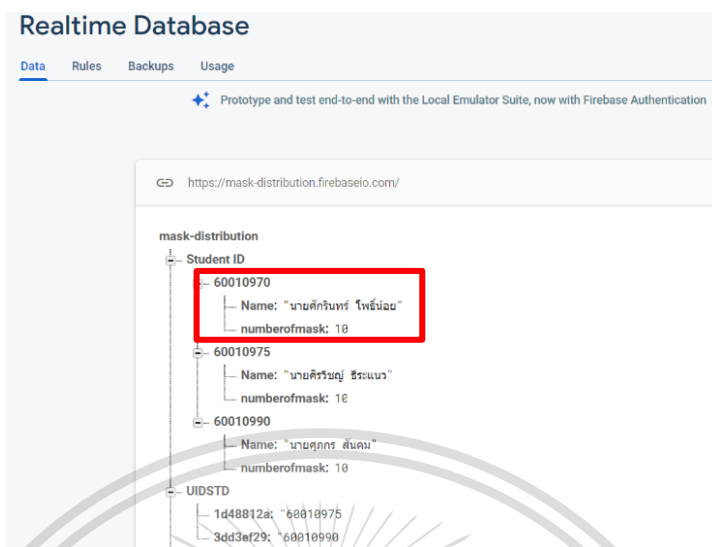 Realtime Database
Data Rules Backups Usage
Prototype and test end-to-end with the Local Emulator Suite, now with Firebase Authentication
https://mask-distribution.firebaseio.com/
mask-distribution
Student ID
60010970
Name: "นายศักรินทร์ โพธิ์น้อย"
numberofmask: 10
60010975
Name: "นายศิรวิชญ์ ธีระแนว"
numberofmask: 10
60010990
Name: "นายศุภกร สันคม"
numberofmask: 10
UIDSTD
1d48812a: "60010975
3dd3ef29: "60010990